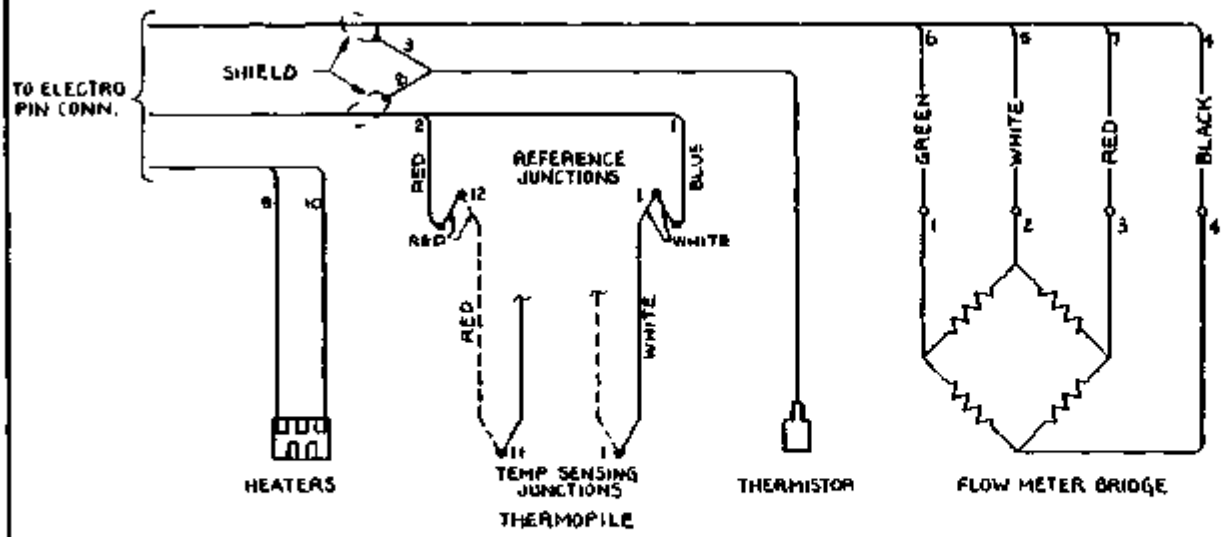 TO ELECTRO
PIN CONN.
SHIELD
3
8
2
1
RED
REFERENCE
JUNCTIONS
BLUE
12
1
RED
WHITE
9
10
RED
WHITE
11
1
HEATERS
TEMP SENSING
JUNCTIONS
THERMOPILE
THERMISTOR
5
6
7
4
GREEN
WHITE
RED
BLACK
1
2
3
4
FLOW METER BRIDGE